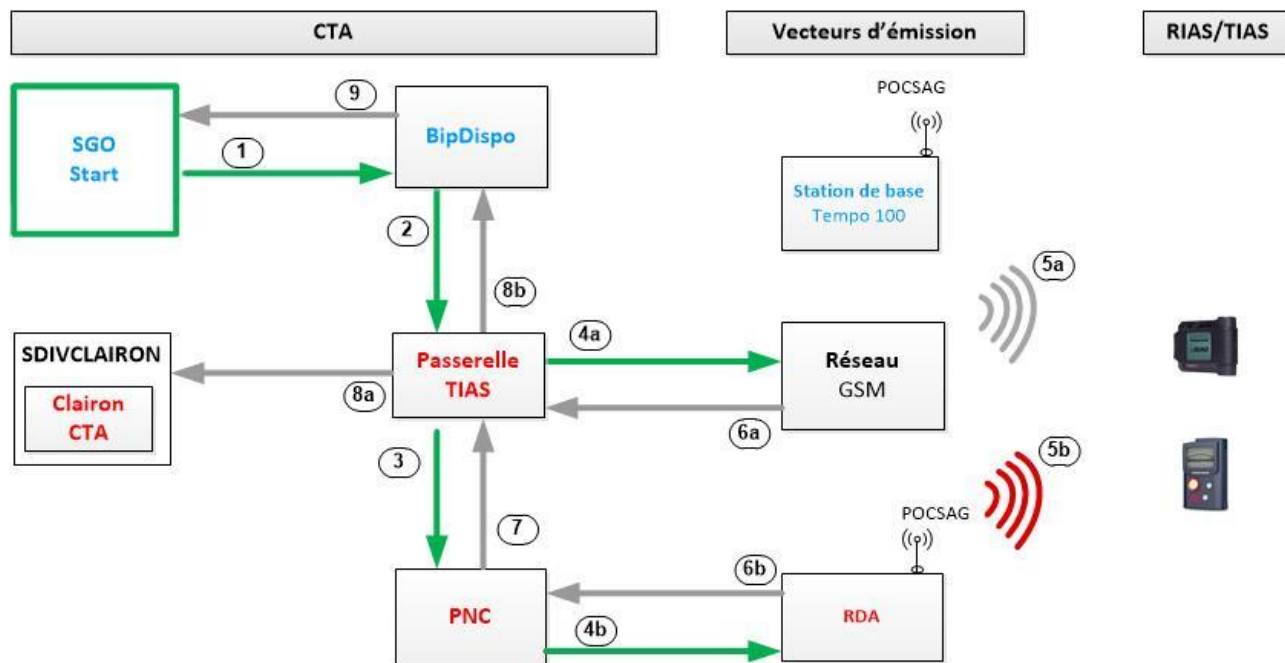 CTA
Vecteurs d’émission
RIAS/TIAS
SGO
Start
9
1
BipDispo
POCSAG
Station de base
Tempo 100
2
8b
5a
SDIVCLAIRON
Clairon
CTA
8a
Passerelle
TIAS
4a
6a
Réseau
GSM
3
7
5b
POCSAG
PNC
6b
4b
RDA